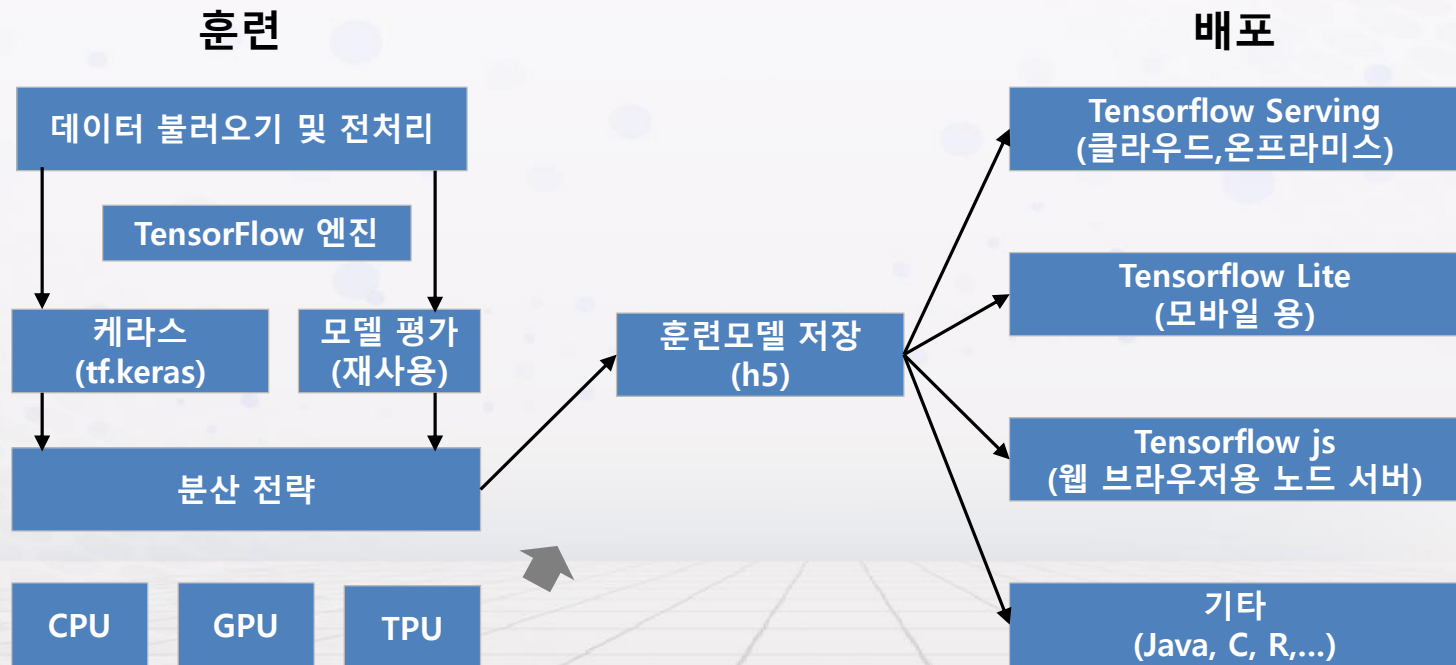 훈련
데이터 불러오기 및 전처리
TensorFlow 엔진
케라스
(tf.keras)
모델 평가
(재사용)
분산 전략
CPU
GPU
TPU
훈련모델 저장
(h5)
배포
Tensorflow Serving
(클라우드,온프라미스)
Tensorflow Lite
(모바일 용)
Tensorflow js
(웹 브라우저용 노드 서버)
기타
(Java, C, R,...)